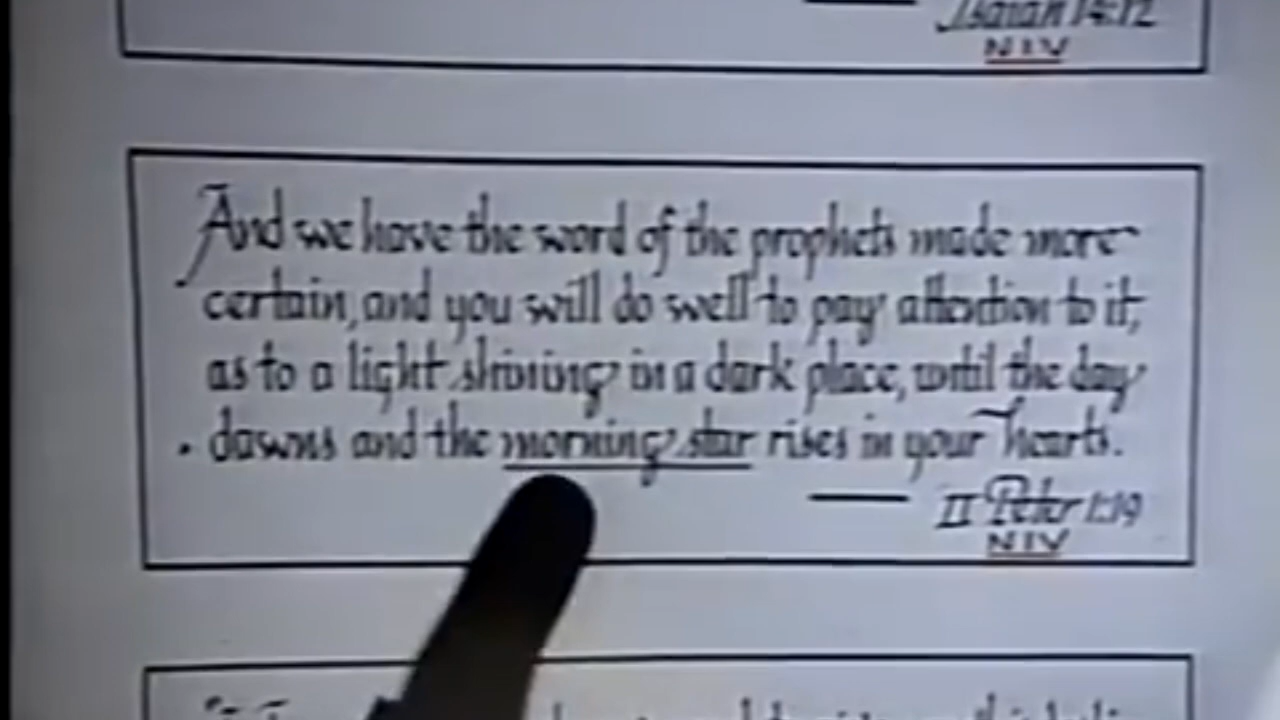 Isaiah 14:12
NIV
And we have the word of the prophets made more
certain, and you will do well to pay attention to it,
as to a light shining in a dark place, until the day
dawns and the morning star rises in your hearts.
II Peter 1:19
NIV